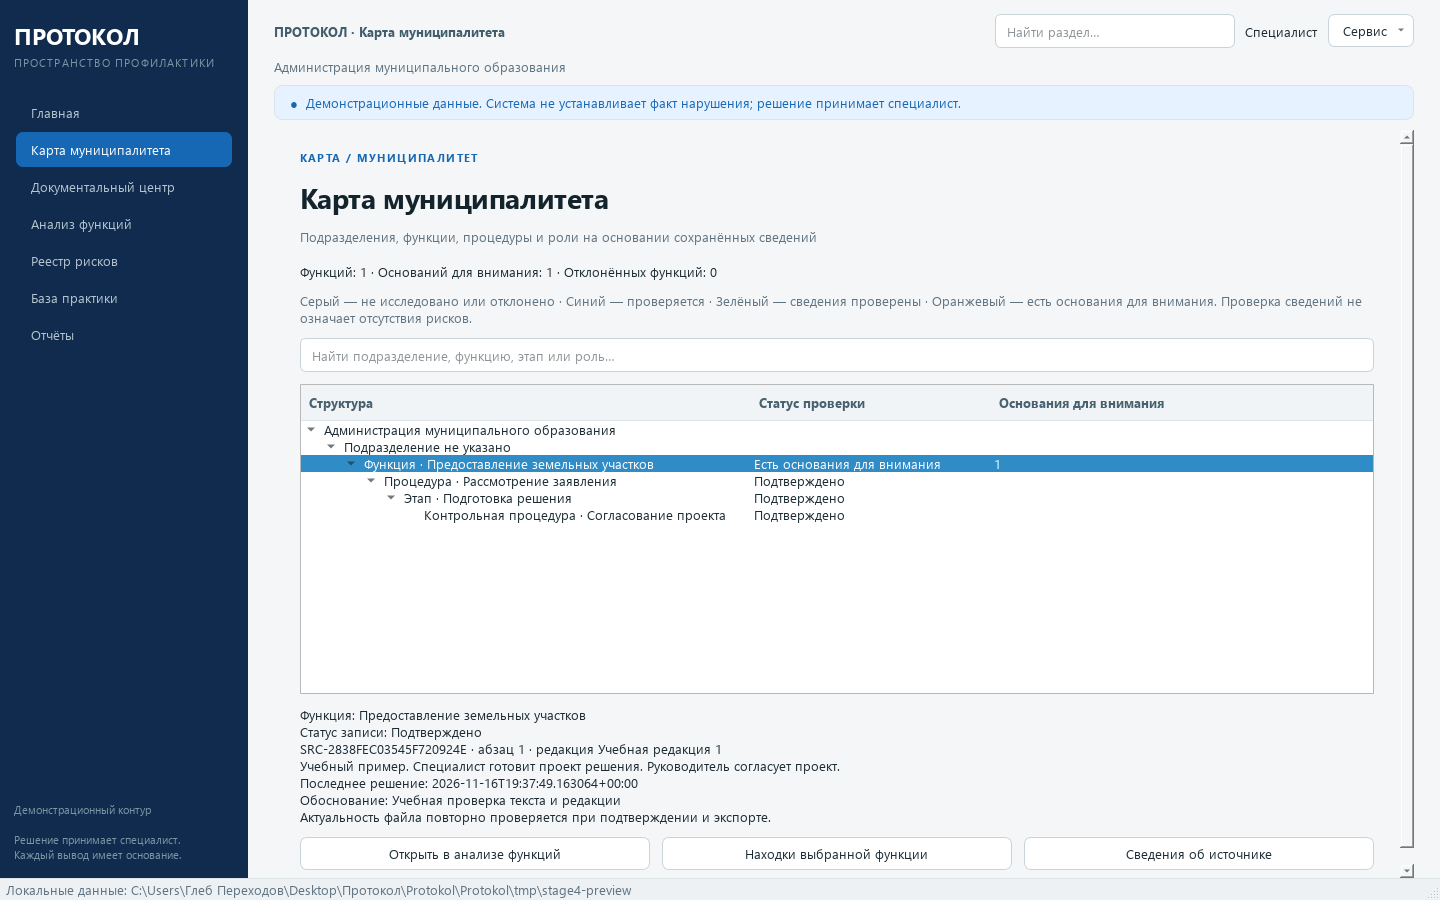 ПРОТОКОЛ
ПРОСТРАНСТВО ПРОФИЛАКТИКИ
Главная
Карта муниципалитета
Документальный центр
Анализ функций
Реестр рисков
База практики
Отчёты
Демонстрационный контур
Решение принимает специалист.
Каждый вывод имеет основание.
ПРОТОКОЛ · Карта муниципалитета
Найти раздел...
Специалист
Сервис
Администрация муниципального образования
● Демонстрационные данные. Система не устанавливает факт нарушения; решение принимает специалист.
КАРТА / МУНИЦИПАЛИТЕТ
Карта муниципалитета
Подразделения, функции, процедуры и роли на основании сохранённых сведений
Функций: 1 · Оснований для внимания: 1 · Отклонённых функций: 0
Серый — не исследовано или отклонено · Синий — проверяется · Зелёный — сведения проверены · Оранжевый — есть основания для внимания. Проверка сведений не
означает отсутствия рисков.
Найти подразделение, функцию, этап или роль...
Структура Статус проверки Основания для внимания
Администрация муниципального образования
Подразделение не указано
Функция · Предоставление земельных участков Есть основания для внимания 1
Процедура · Рассмотрение заявления Подтверждено
Этап · Подготовка решения Подтверждено
Контрольная процедура · Согласование проекта Подтверждено
Функция: Предоставление земельных участков
Статус записи: Подтверждено
SRC-2838FEC03545F720924E · абзац 1 · редакция Учебная редакция 1
Учебный пример. Специалист готовит проект решения. Руководитель согласует проект.
Последнее решение: 2026-11-16T19:37:49.163064+00:00
Обоснование: Учебная проверка текста и редакции
Актуальность файла повторно проверяется при подтверждении и экспорте.
Открыть в анализе функций
Находки выбранной функции
Сведения об источнике
Локальные данные: C:\Users\Глеб Переходов\Desktop\Протокол\Protokol\Protokol\tmp\stage4-preview